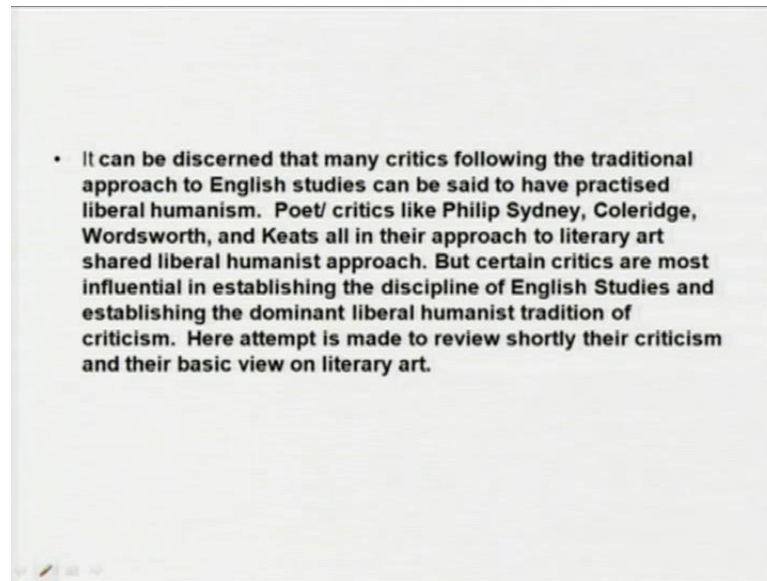 • It can be discerned that many critics following the traditional
approach to English studies can be said to have practised
liberal humanism.  Poet/ critics like Philip Sydney, Coleridge,
Wordsworth, and Keats all in their approach to literary art
shared liberal humanist approach. But certain critics are most
influential in establishing the discipline of English Studies and
establishing the dominant liberal humanist tradition of
criticism.  Here attempt is made to review shortly their criticism
and their basic view on literary art.